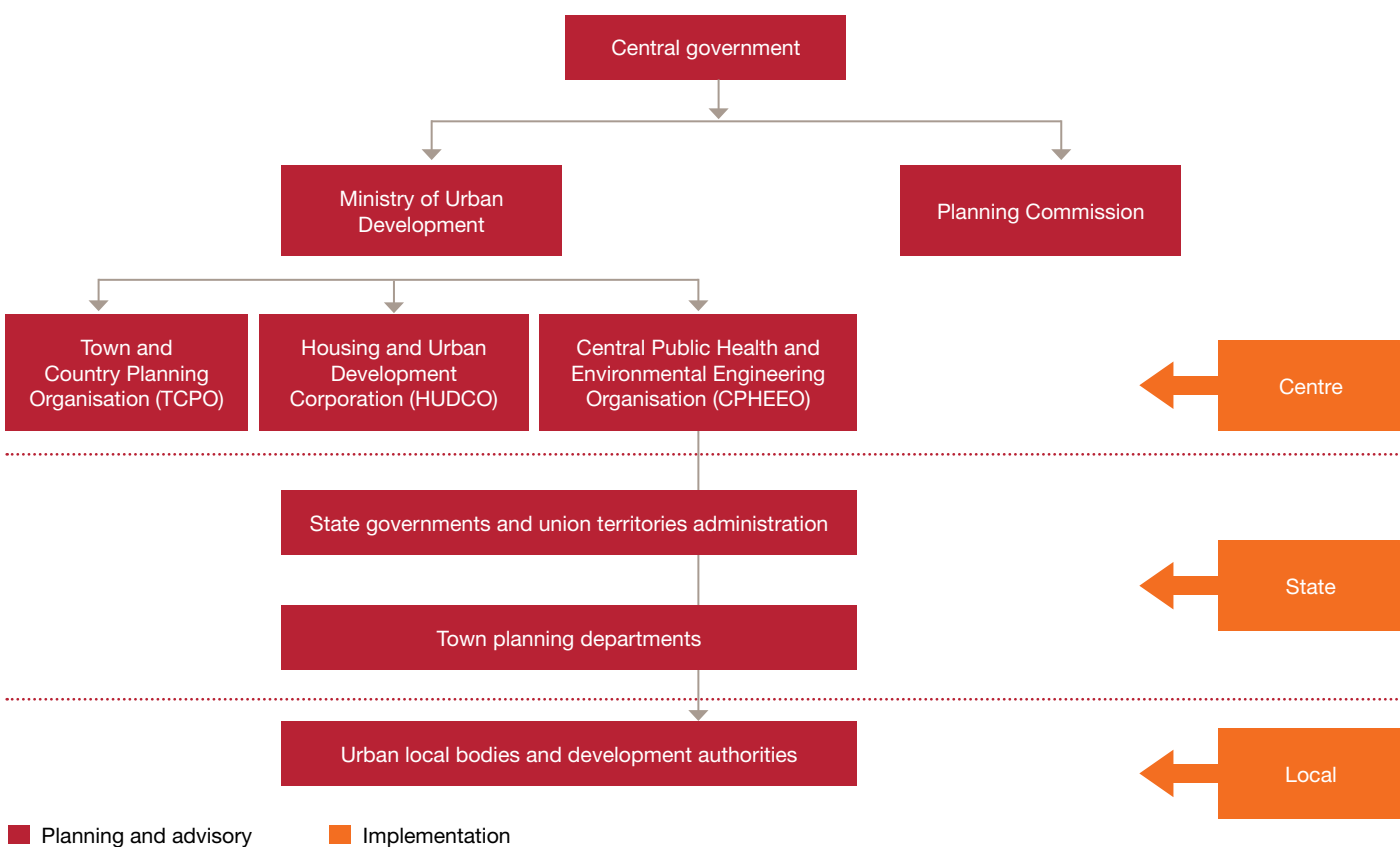 Central government
Ministry of Urban
Development
Planning Commission
Town and
Country Planning
Organisation (TCPO)
Housing and Urban
Development
Corporation (HUDCO)
Central Public Health and
Environmental Engineering
Organisation (CPHEEO)
Centre
State governments and union territories administration
State
Town planning departments
Urban local bodies and development authorities
Local
Planning and advisory
Implementation